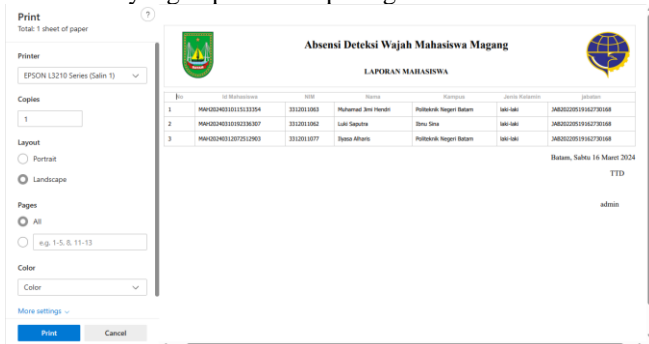 Print
?
Total: 1 sheet of paper
Printer
EPSON L3210 Series (Salin 1)
Copies
1
Layout
Portrait
Landscape
Pages
All
e.g. 1-5, 8, 11-13
Color
Color
More settings
Print Cancel
Absensi Deteksi Wajah Mahasiswa Magang
LAPORAN MAHASISWA
No Id Mahasiswa NIM Nama Kampus Jenis Kelamin jabatan
1 MAH20240310115133354 3312011063 Muhamad Jimi Hendri Politeknik Negeri Batam laki-laki JAB20220519162730168
2 MAH20240310192336307 3312011062 Luki Saputra Ibnu Sina laki-laki JAB20220519162730168
3 MAH20240312072512903 3312011077 Ilyasa Alharis Politeknik Negeri Batam laki-laki JAB20220519162730168
Batam, Sabtu 16 Maret 2024
TTD
admin